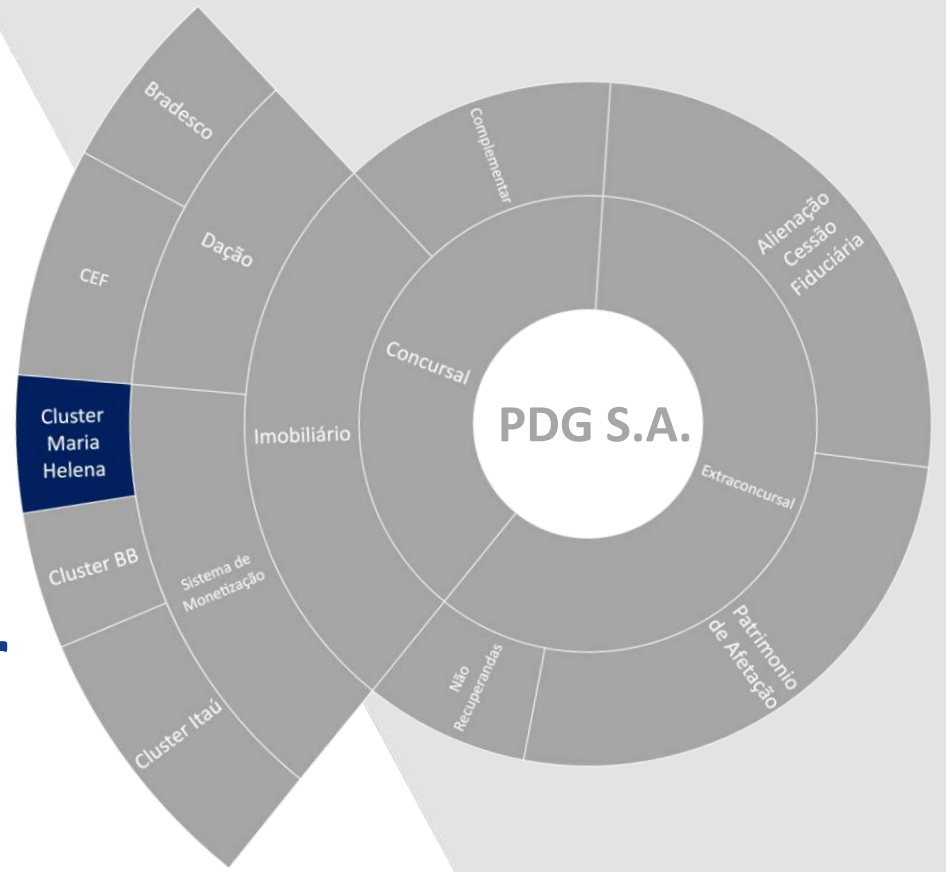 Bradesco
CEF
Dação
Complementar
Alienação
Cessão
Fiduciária
Concursal
Imobiliário
PDG S.A.
Extraconcursal
Cluster
Maria
Helena
Cluster BB
Sistema de
Monetização
Cluster Itaú
Não
Recuperandas
Patrimonio
de Afetação